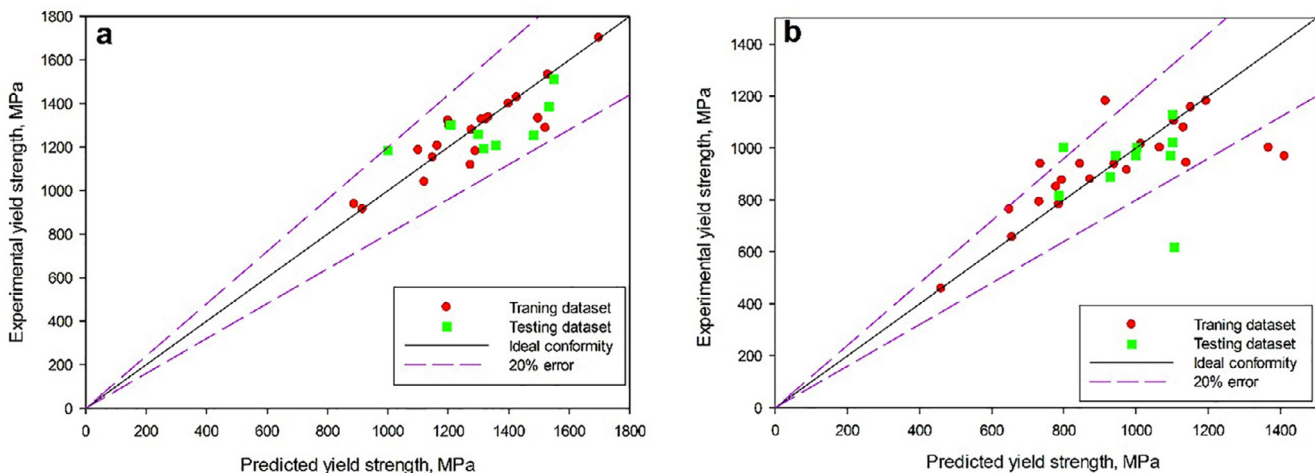 a
Experimental yield strength, MPa
1800
1600
1400
1200
1000
800
600
400
200
0
Traning dataset
Testing dataset
Ideal conformity
20% error
0 200 400 600 800 1000 1200 1400 1600 1800
Predicted yield strength, MPa
b
Experimental yield strength, MPa
1400
1200
1000
800
600
400
200
0
Traning dataset
Testing dataset
Ideal conformity
20% error
0 200 400 600 800 1000 1200 1400
Predicted yield strength, MPa